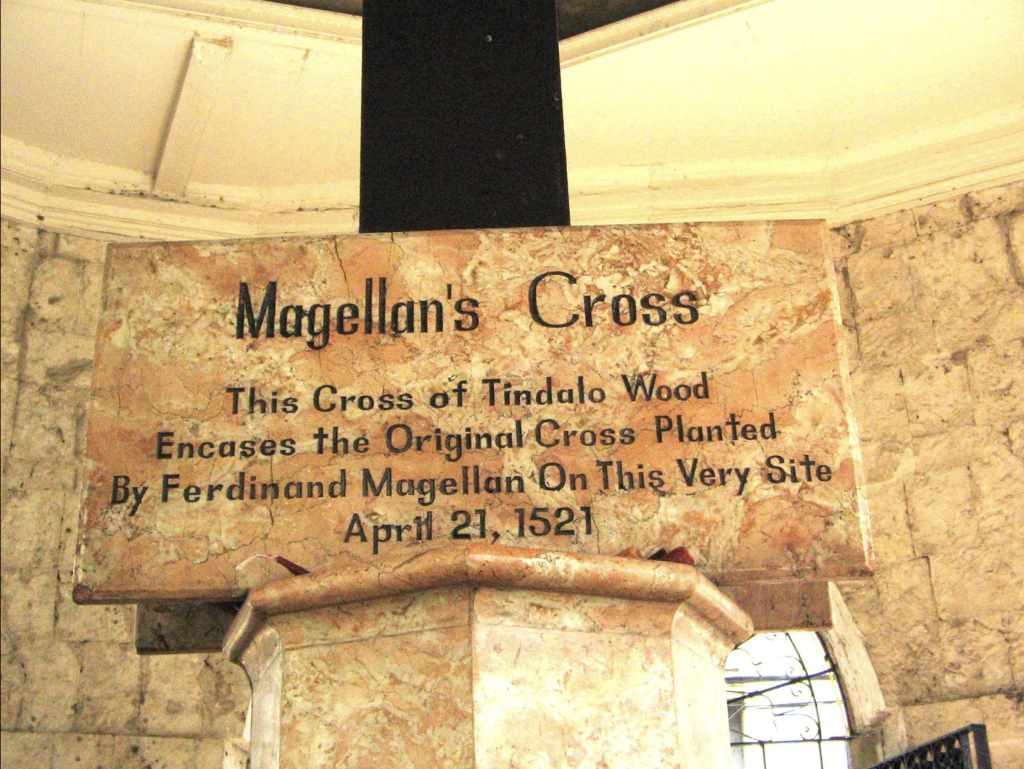 Magellan's Cross
This Cross of Tindalo Wood
Encases the Original Cross Planted
By Ferdinand Magellan On This Very Site
April 21, 1521